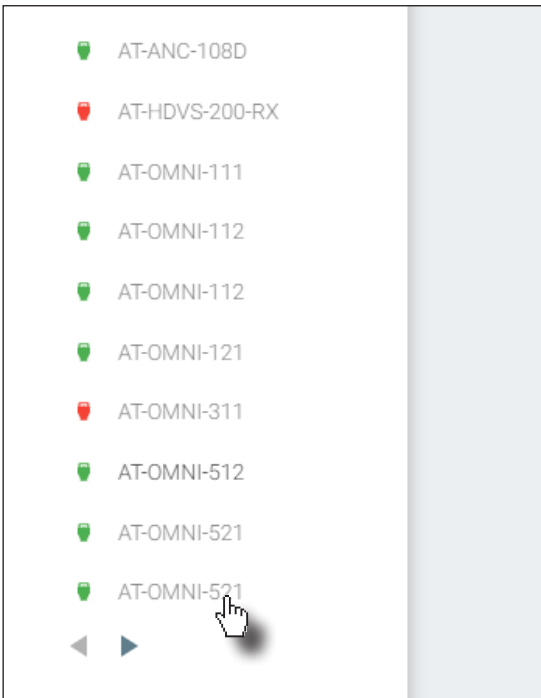 AT-ANC-108D
AT-HDVS-200-RX
AT-OMNI-111
AT-OMNI-112
AT-OMNI-112
AT-OMNI-121
AT-OMNI-311
AT-OMNI-512
AT-OMNI-521
AT-OMNI-521